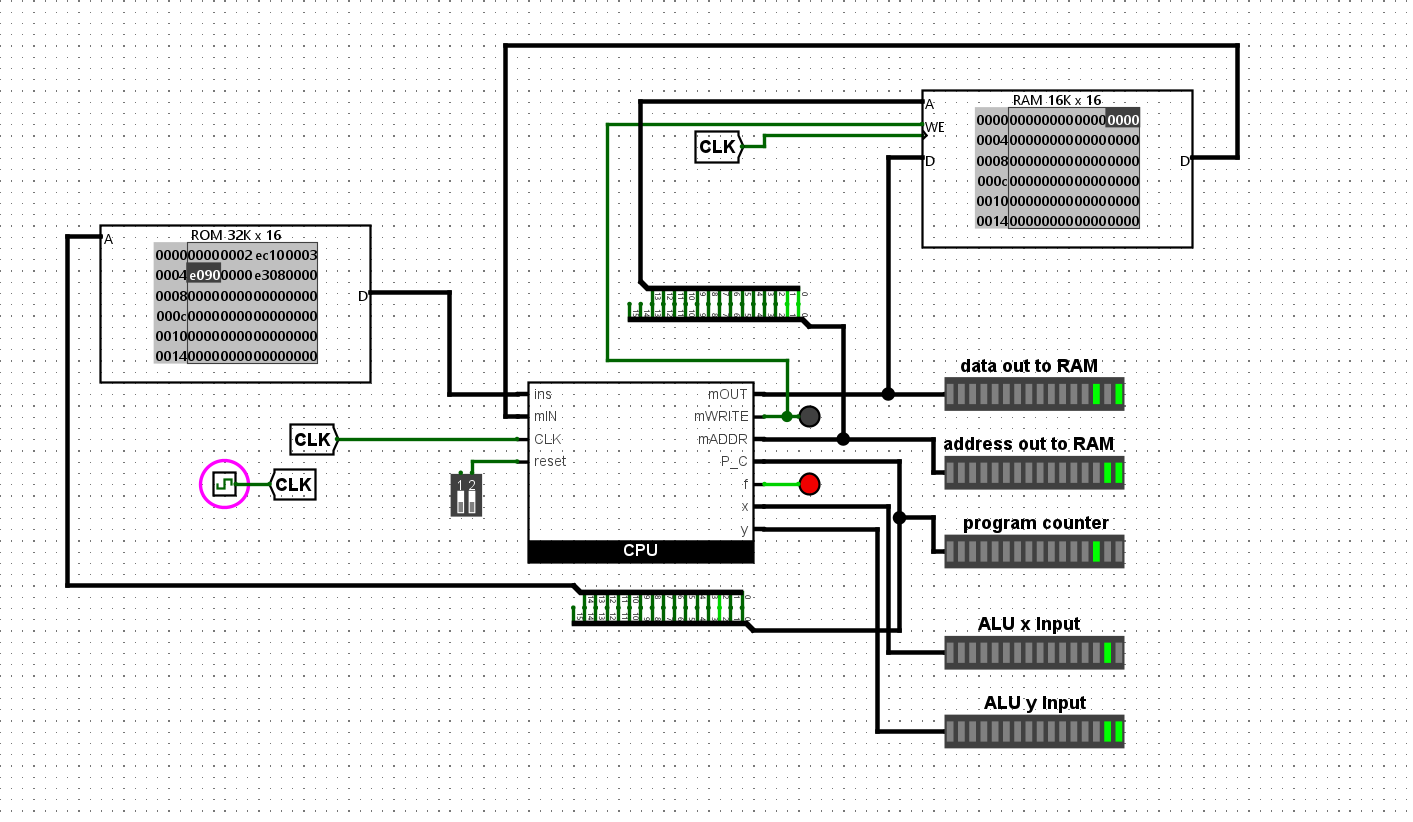 RAM 16K x 16
A
WE
D
D
0000 0000 0000 0000 0000
0004 0000 0000 0000 0000
0008 0000 0000 0000 0000
000c 0000 0000 0000 0000
0010 0000 0000 0000 0000
0014 0000 0000 0000 0000
CLK
ROM 32K x 16
A
D
0000 0000 0002 ec10 0003
0004 e090 0000 e308 0000
0008 0000 0000 0000 0000
000c 0000 0000 0000 0000
0010 0000 0000 0000 0000
0014 0000 0000 0000 0000
data out to RAM
address out to RAM
program counter
ALU x Input
ALU y Input
ins mOUT
mIN mWRITE
CLK mADDR
reset P_C
f
x
y
CPU
CLK
CLK
1 2